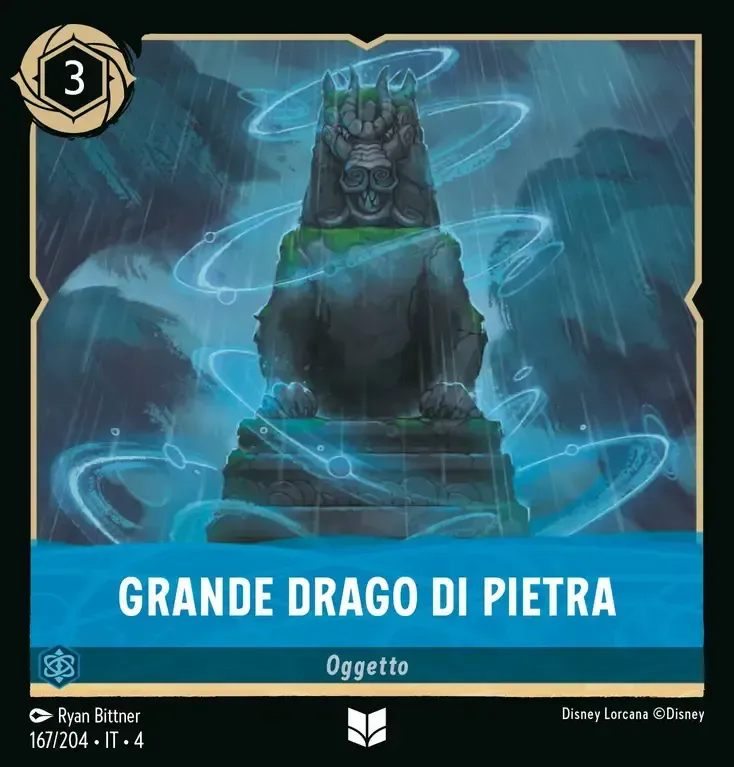 3
GRANDE DRAGO DI PIETRA
Oggetto
Ryan Bittner
Disney Lorcana ©Disney
167/204 • IT • 4